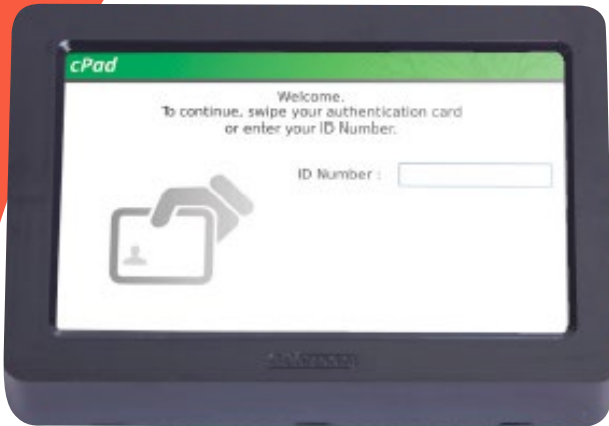 cPad
Welcome.
To continue, swipe your authentication card
or enter your ID Number.
ID Number :